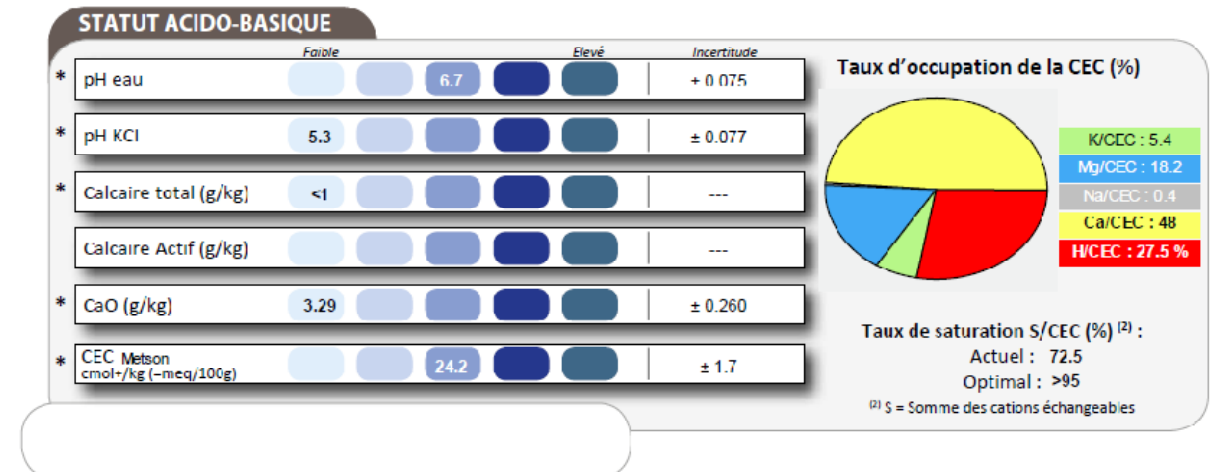 STATUT ACIDO-BASIQUE
Faible Elevé Incertitude
* pH eau 6.7 ± 0.075
* pH KCl 5.3 ± 0.077
* Calcaire total (g/kg) <1 ---
Calcaire Actif (g/kg) ---
* CaO (g/kg) 3.29 ± 0.260
* CEC Metson
cmol+/kg (=meq/100g) 24.2 ± 1.7
Taux d'occupation de la CEC (%)
K/CEC : 5.4
Mg/CEC : 18.2
Na/CEC : 0.4
Ca/CEC : 48
H/CEC : 27.5 %
Taux de saturation S/CEC (%) (2) :
Actuel : 72.5
Optimal : >95
(2) S = Somme des cations échangeables